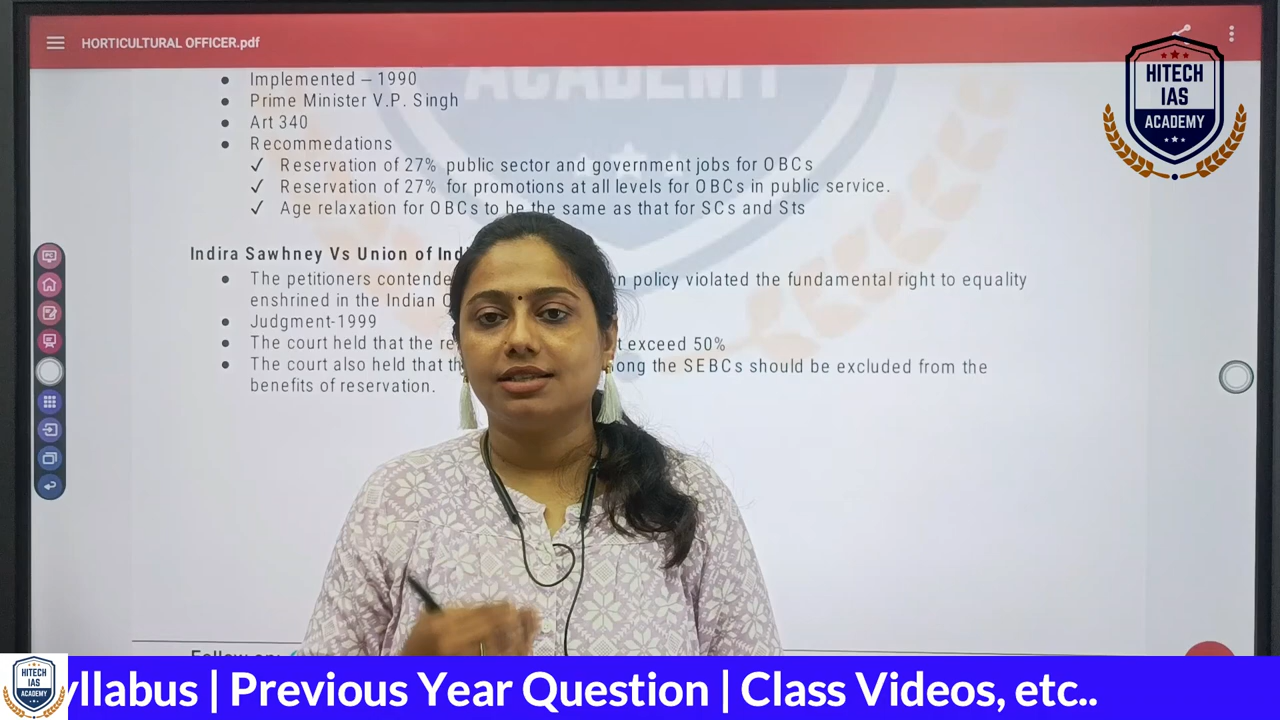 HORTICULTURAL OFFICER.pdf
HITECH
IAS
ACADEMY
ACADEMY
● Implemented – 1990
● Prime Minister V.P. Singh
● Art 340
● Recommedations
✓ Reservation of 27% public sector and government jobs for OBCs
✓ Reservation of 27% for promotions at all levels for OBCs in public service.
✓ Age relaxation for OBCs to be the same as that for SCs and Sts
Indira Sawhney Vs Union of
● The petitioners on policy violated the fundamental right to equality
enshrined in the Indian
● Judgment-1999
● The court held that the exceed 50%
● The court also held that the SEBCs should be excluded from the
benefits of reservation.
HITECH
IAS
ACADEMY
yllabus | Previous Year Question | Class Videos, etc..